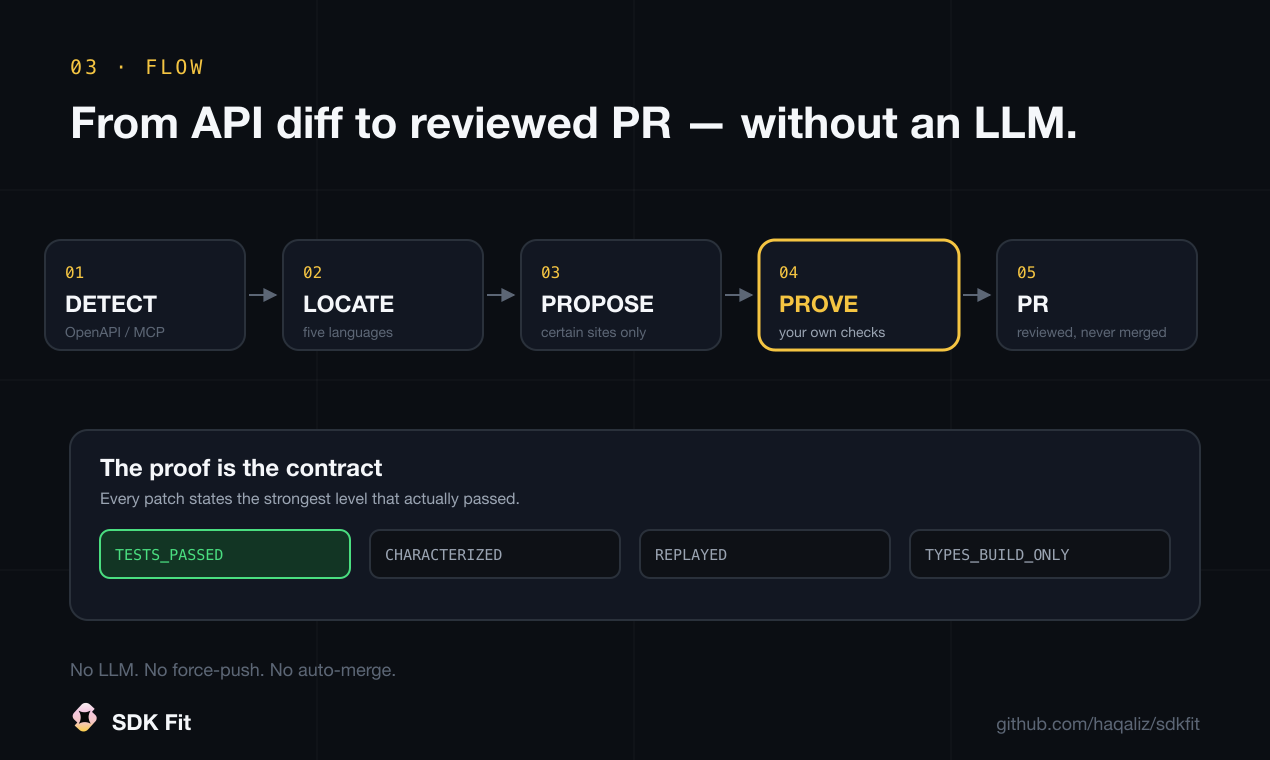 03 · FLOW
From API diff to reviewed PR — without an LLM.
01
DETECT
OpenAPI / MCP
02
LOCATE
five languages
03
PROPOSE
certain sites only
04
PROVE
your own checks
05
PR
reviewed, never merged
The proof is the contract
Every patch states the strongest level that actually passed.
TESTS_PASSED
CHARACTERIZED
REPLAYED
TYPES_BUILD_ONLY
No LLM. No force-push. No auto-merge.
SDK Fit
github.com/haqaliz/sdkfit